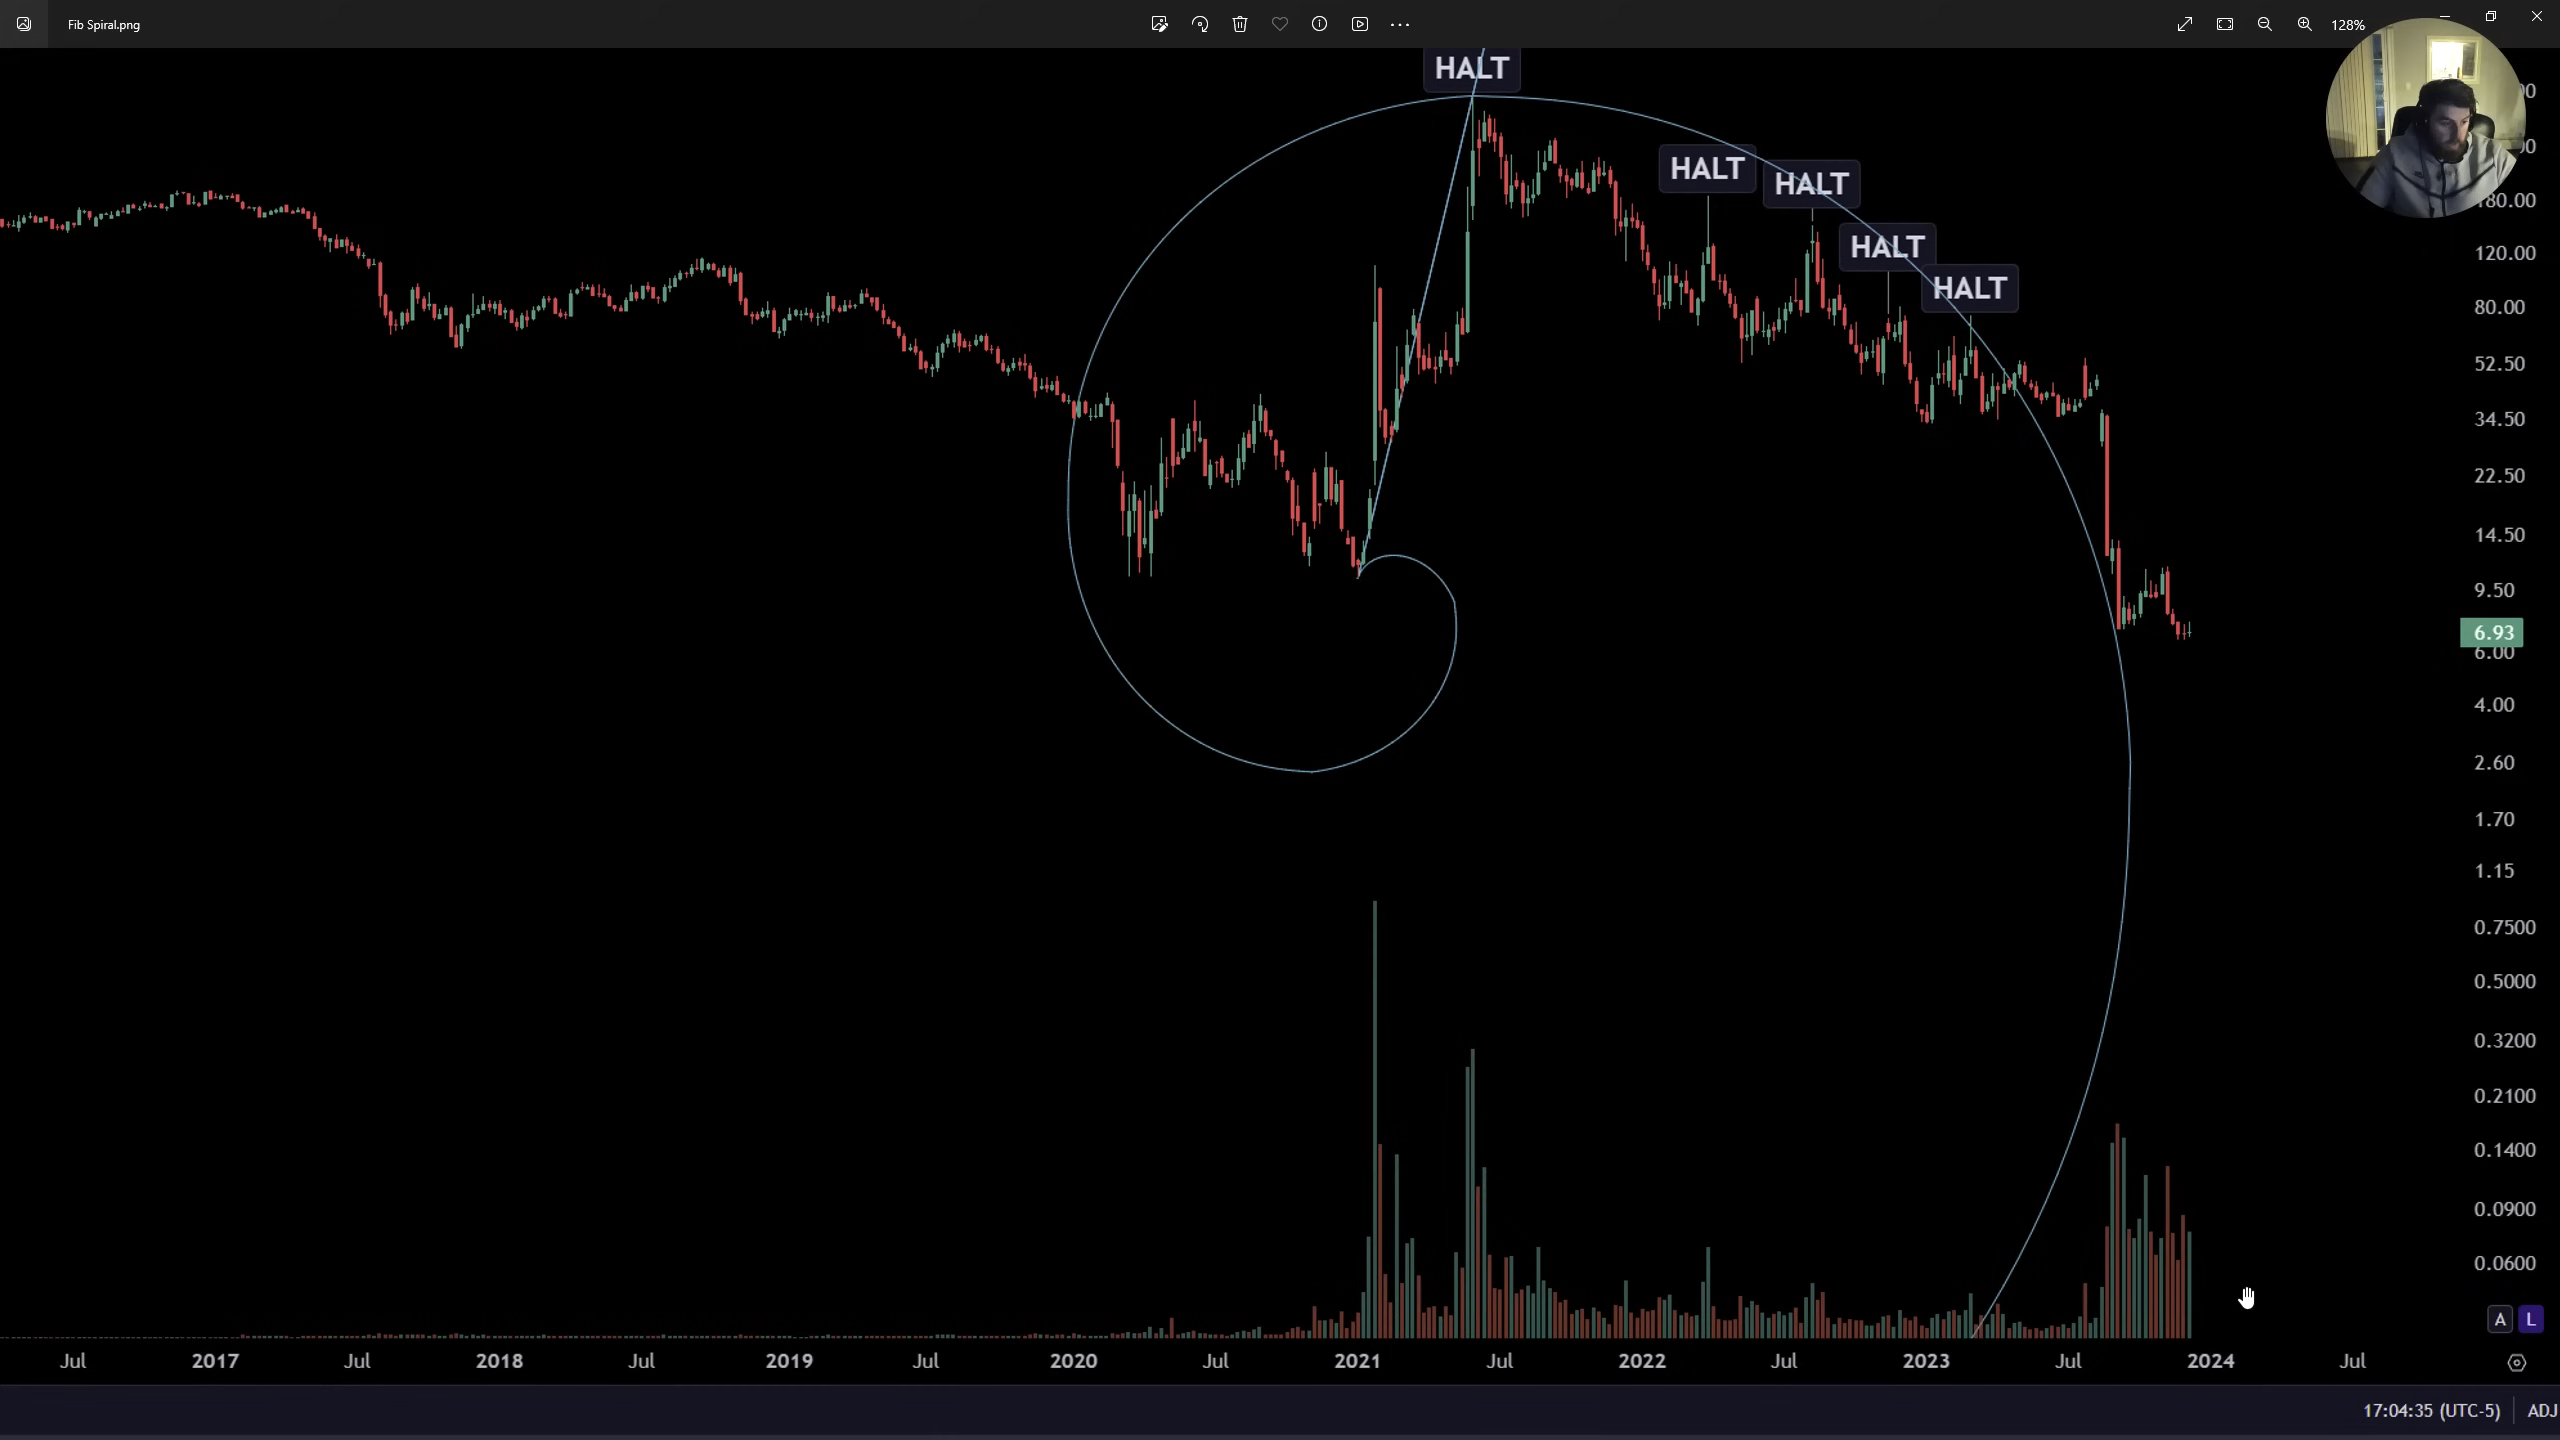 Fib Spiral.png
128%
HALT
HALT
HALT
HALT
HALT
180.00
120.00
80.00
52.50
34.50
22.50
14.50
9.50
6.93
6.00
4.00
2.60
1.70
1.15
0.7500
0.5000
0.3200
0.2100
0.1400
0.0900
0.0600
A L
Jul 2017 Jul 2018 Jul 2019 Jul 2020 Jul 2021 Jul 2022 Jul 2023 Jul 2024 Jul
17:04:35 (UTC-5) ADJ